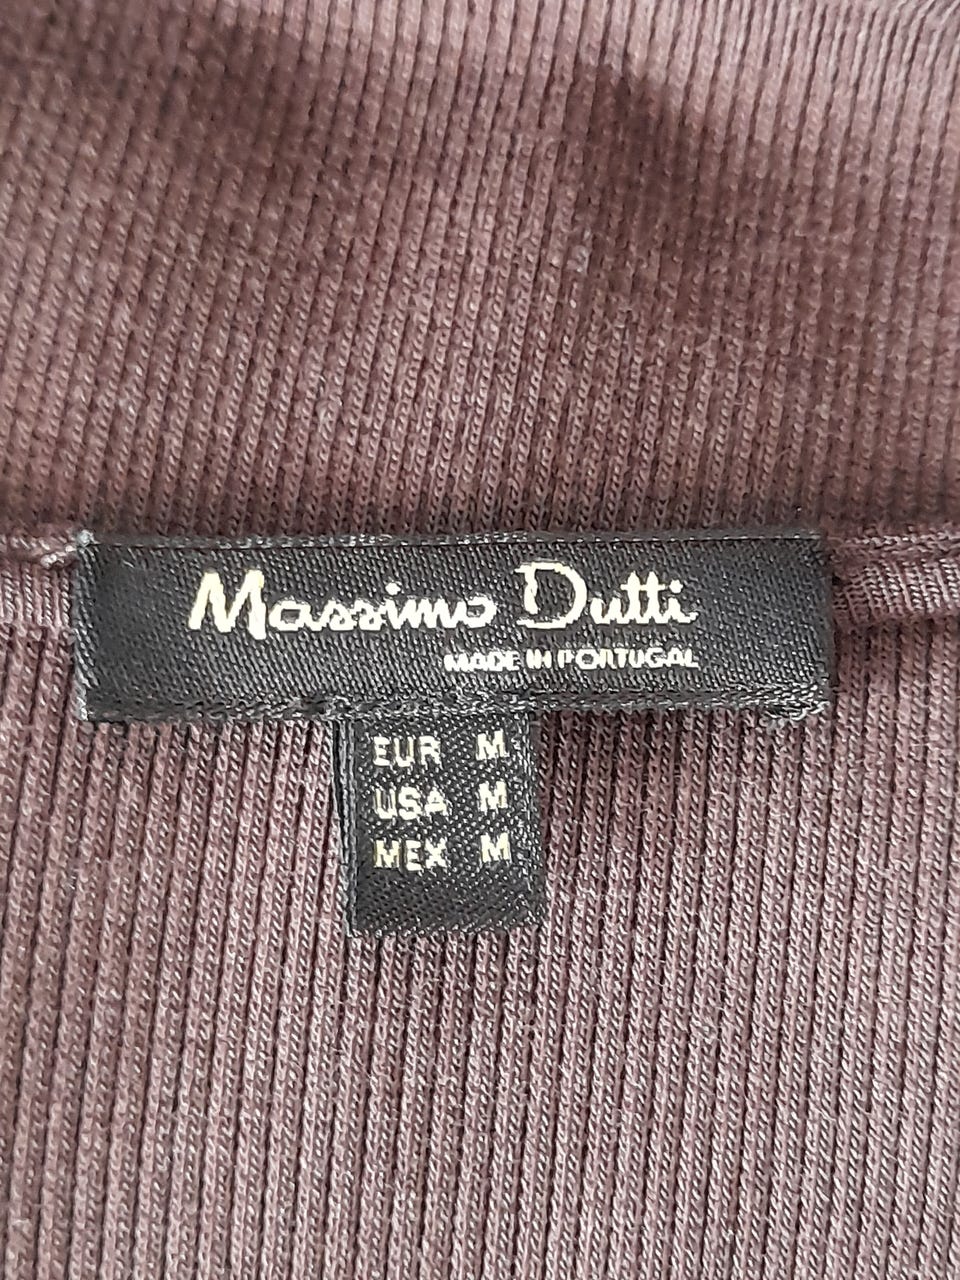 Massimo Dutti
MADE IN PORTUGAL
EUR M
USA M
MEX M